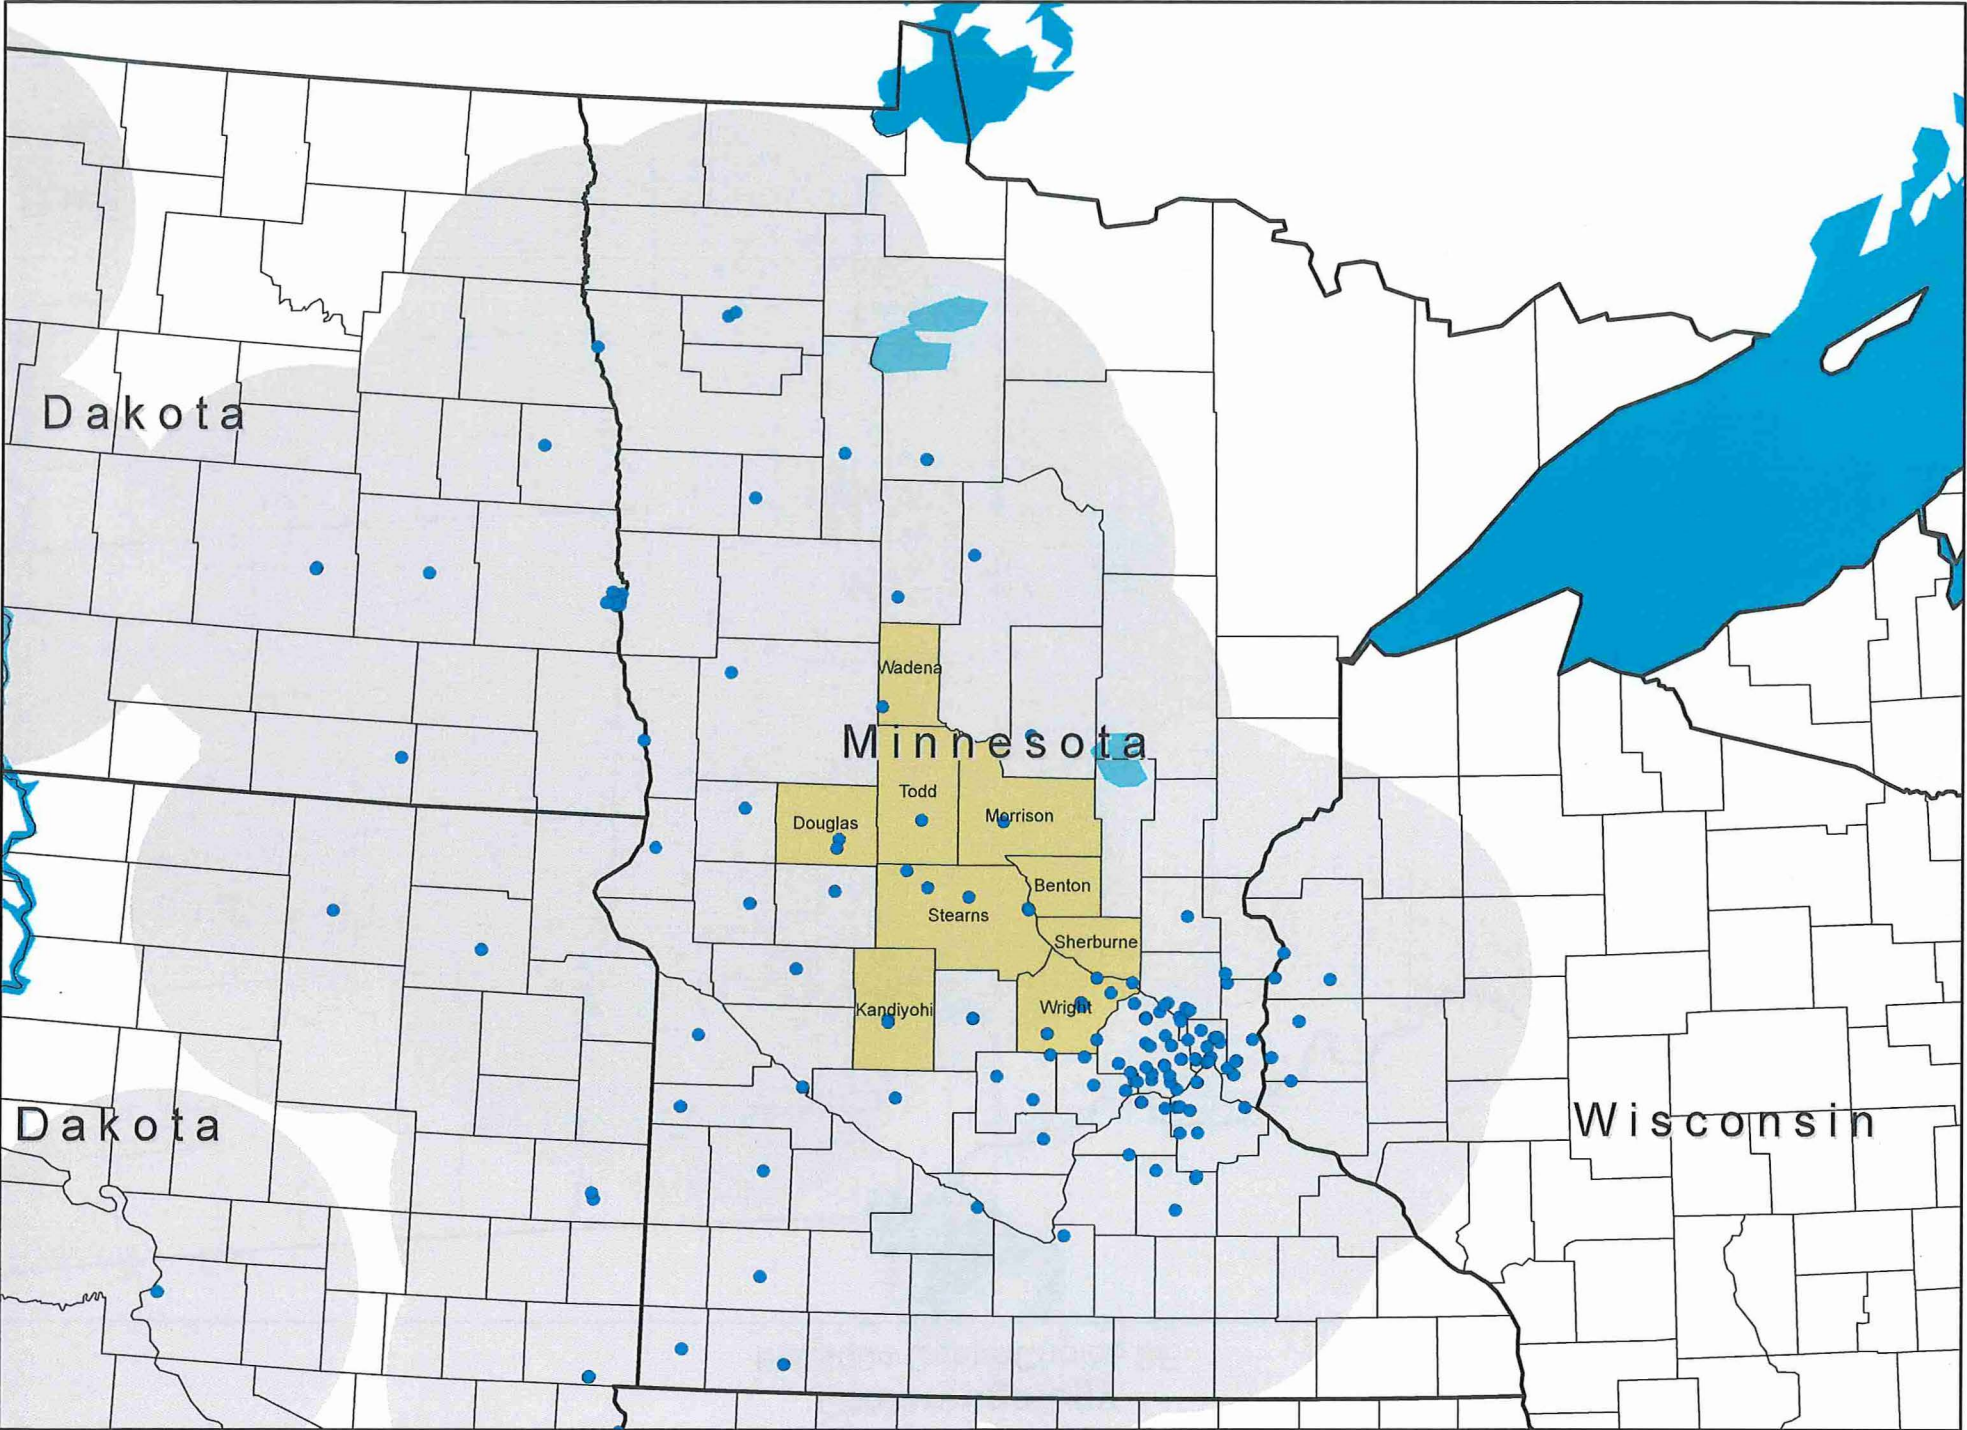 Dakota
Wadena
Minnesota
Todd
Douglas
Morrison
Benton
Stearns
Sherburne
Kandiyohi
Wright
Dakota
Wisconsin